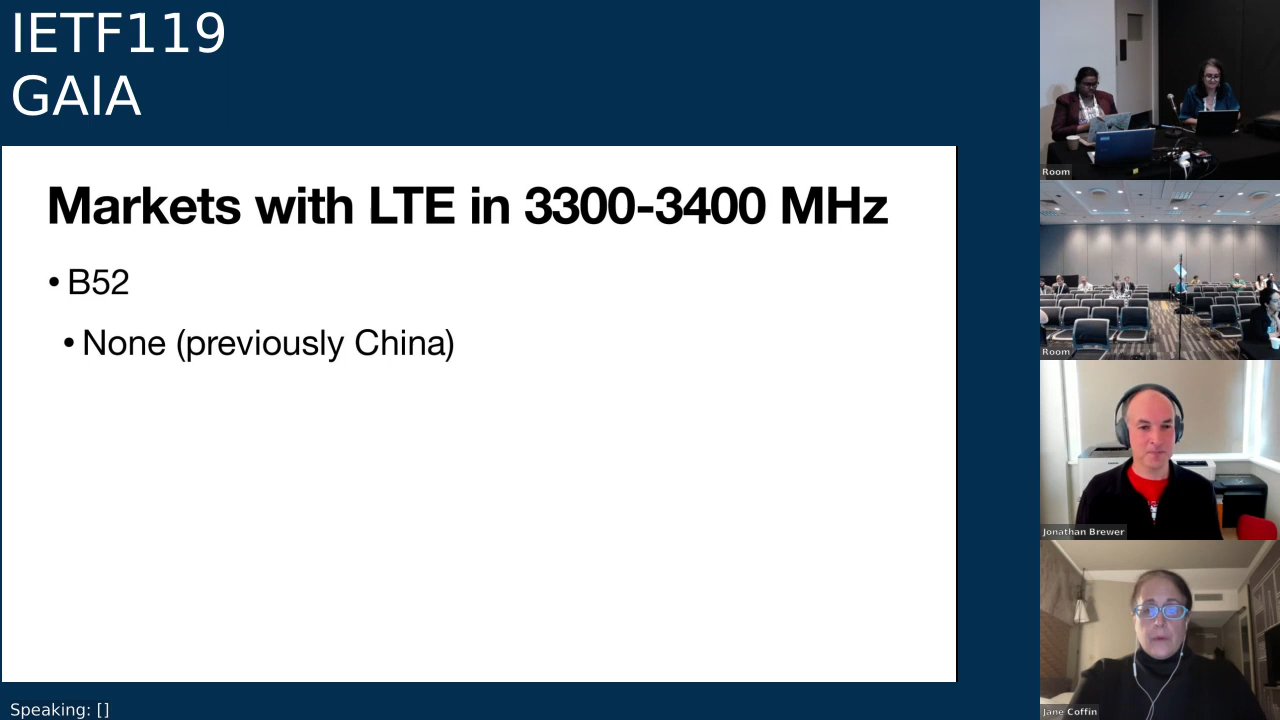 IETF119
GAIA
Markets with LTE in 3300-3400 MHz
• B52
• None (previously China)
Speaking: []
Room
Room
Jonathan Brewer
Jane Coffin